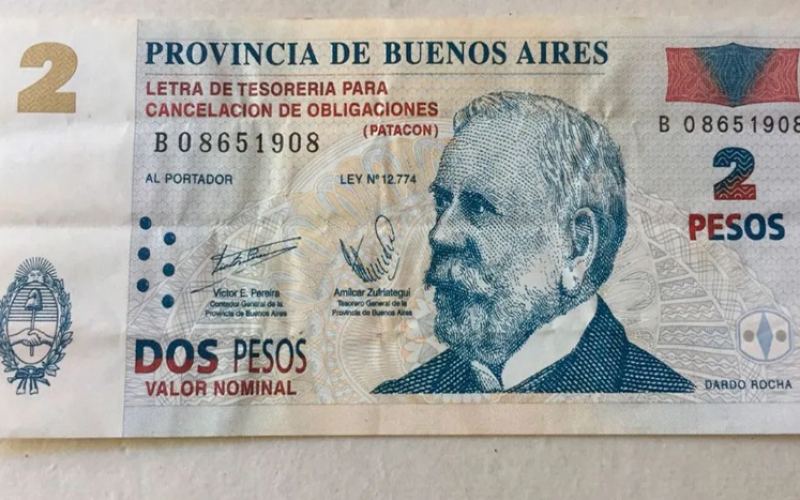 2
PROVINCIA DE BUENOS AIRES
LETRA DE TESORERIA PARA
CANCELACION DE OBLIGACIONES
(PATACON)
B 08651908
B 08651908
AL PORTADOR
LEY Nº 12.774
2
PESOS
Víctor E. Pereira
Contador General de la
Provincia de Buenos Aires
Amílcar Zufriategui
Tesorero General de la
Provincia de Buenos Aires
DOS PESOS
VALOR NOMINAL
DARDO ROCHA